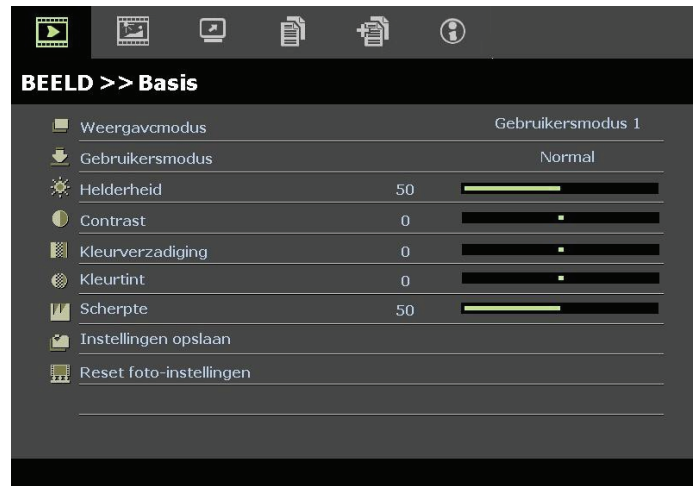 BEELD >> Basis
Weergavcmodus Gebruikersmodus 1
Gebruikersmodus Normal
Helderheid 50
Contrast 0
Kleurverzadiging 0
Kleurtint 0
Scherpte 50
Instellingen opslaan
Reset foto-instellingen